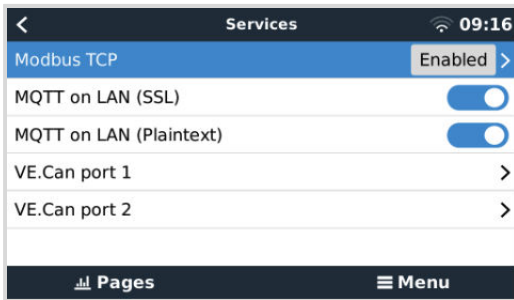 Services 09:16
Modbus TCP Enabled
MQTT on LAN (SSL)
MQTT on LAN (Plaintext)
VE.Can port 1
VE.Can port 2
Pages Menu